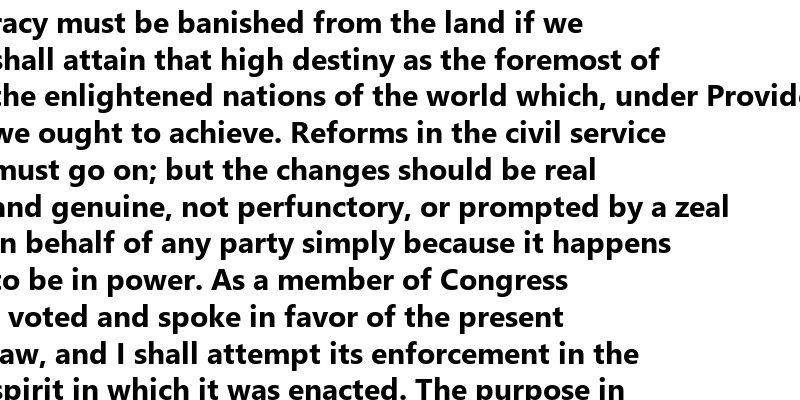 racy must be banished from the land if we
shall attain that high destiny as the foremost of
the enlightened nations of the world which, under Provid
we ought to achieve. Reforms in the civil service
must go on; but the changes should be real
and genuine, not perfunctory, or prompted by a zeal
in behalf of any party simply because it happens
to be in power. As a member of Congress
voted and spoke in favor of the present
law, and I shall attempt its enforcement in the
spirit in which it was enacted. The purpose in